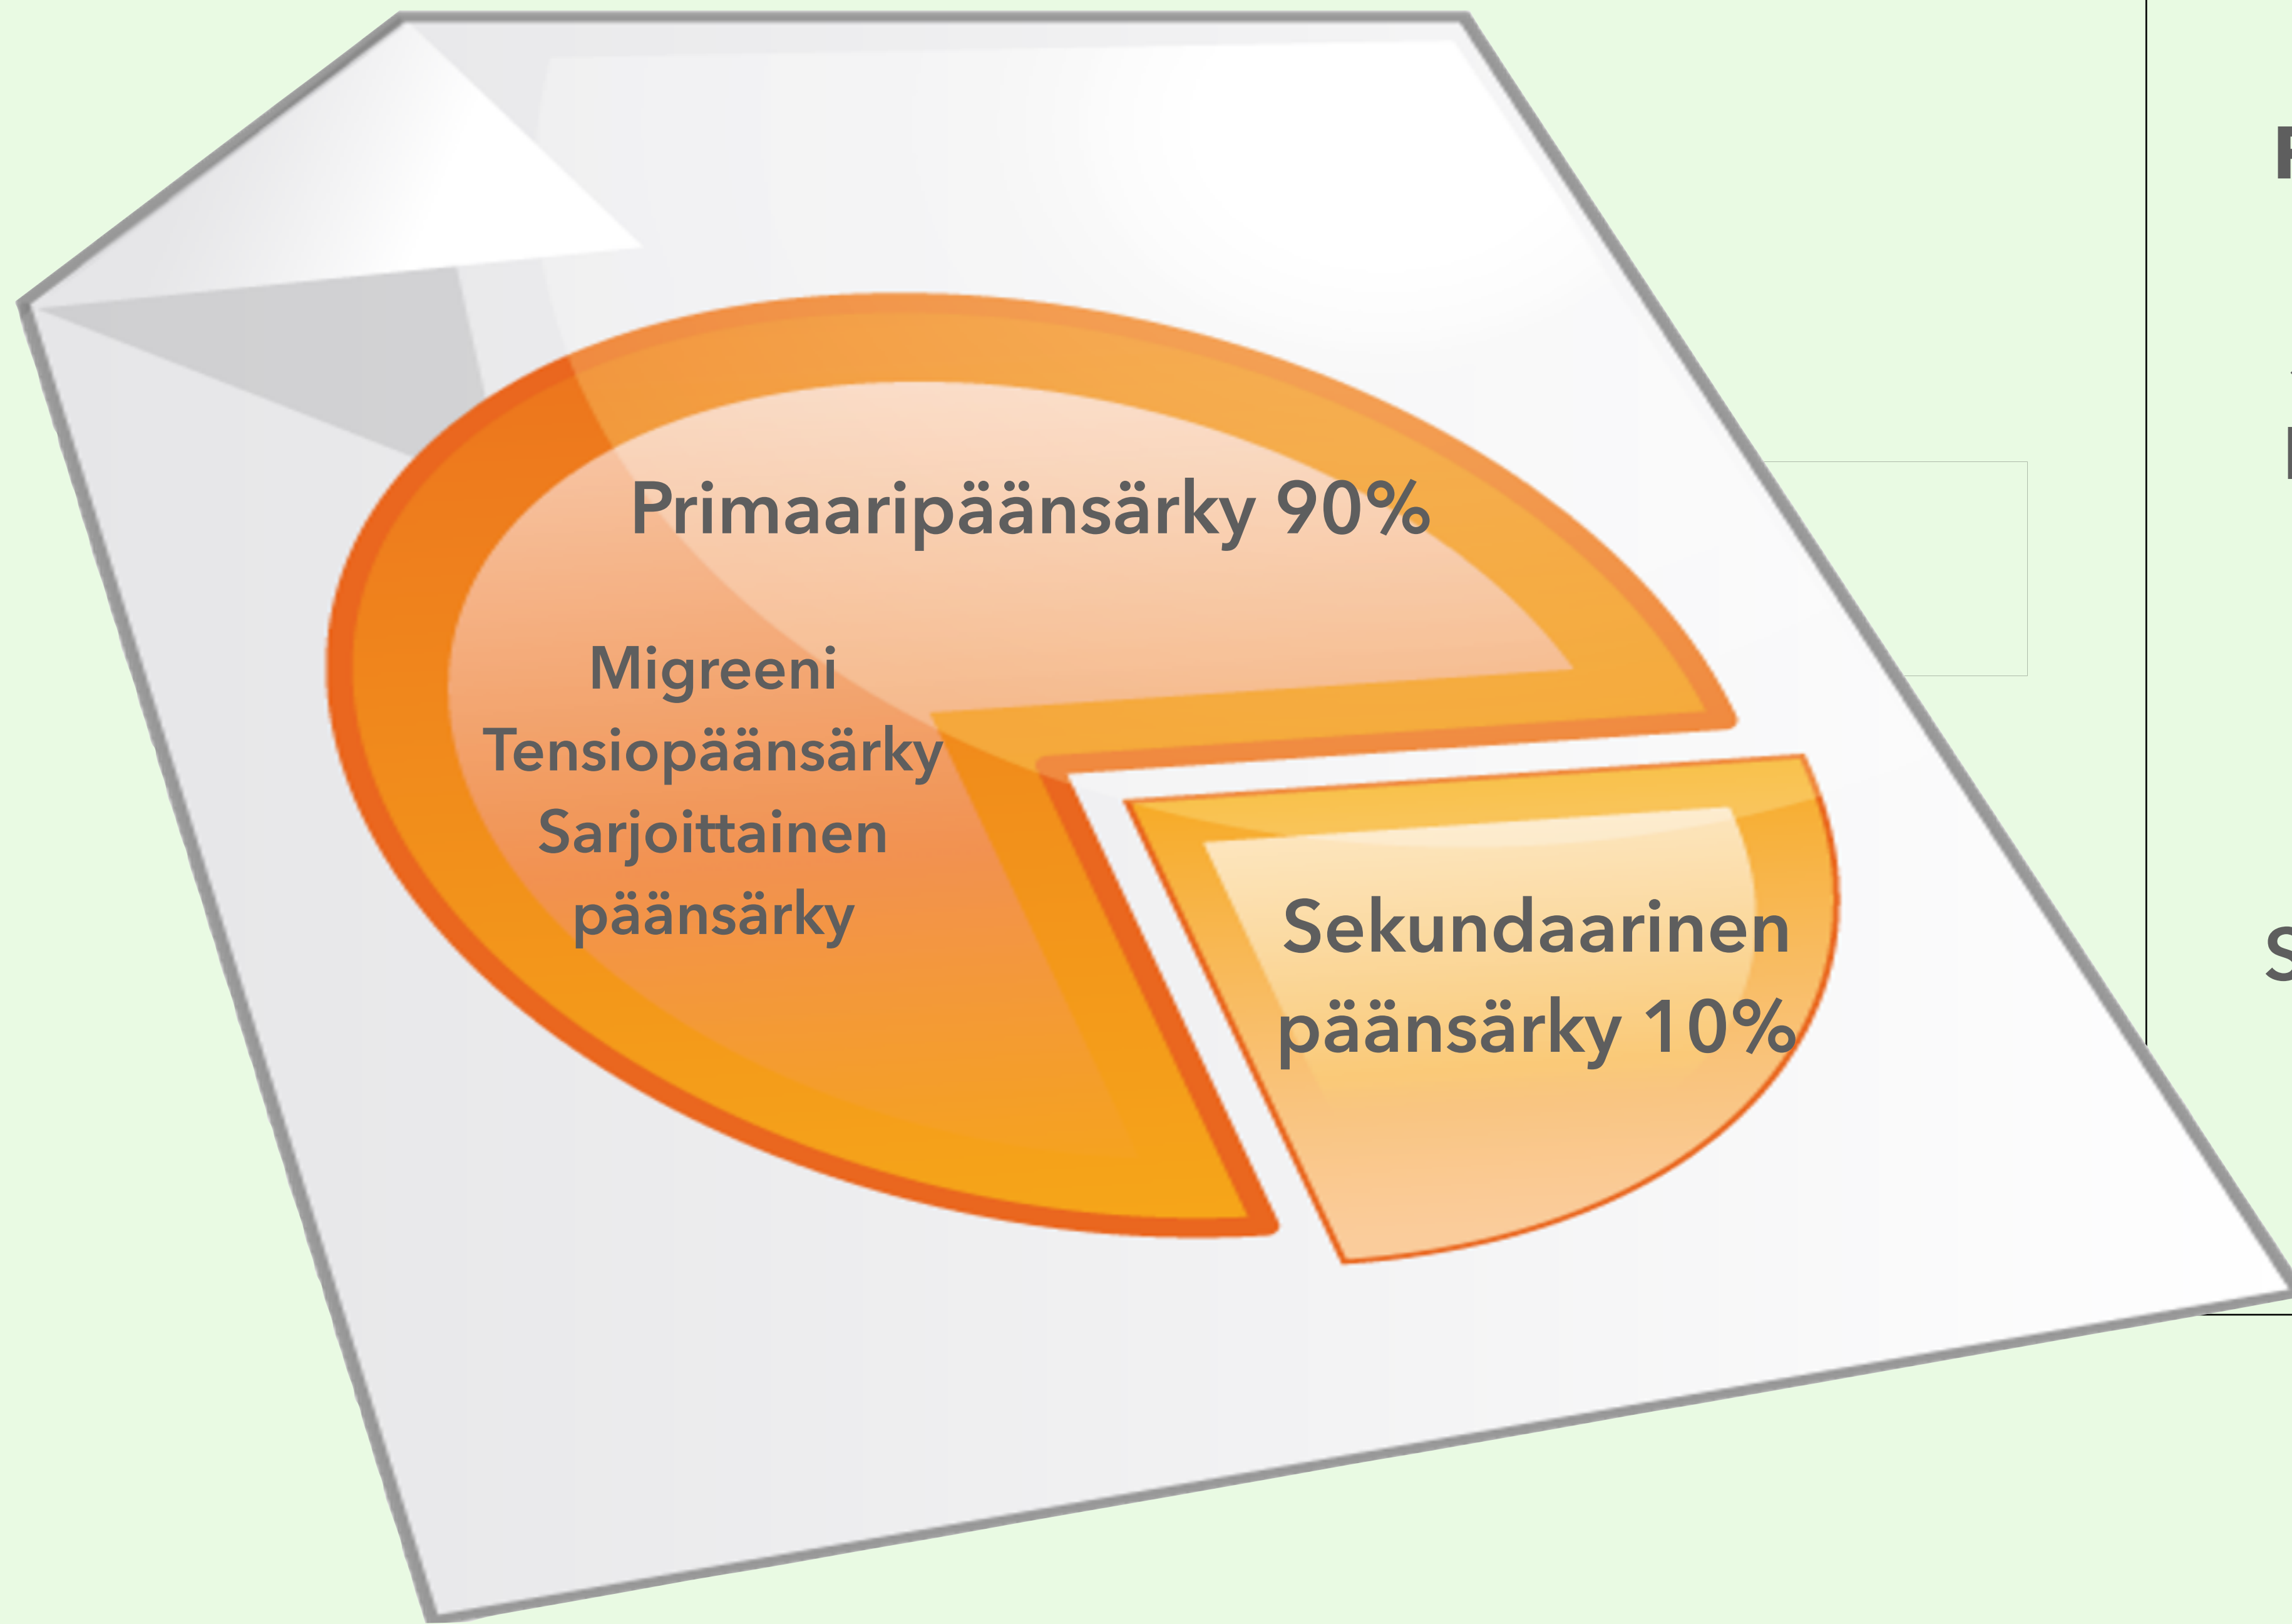 Primaaripäänsärky 90%
Migreeni
Tensiopäänsärky
Sarjoittainen
päänsärky
Sekundaarinen
päänsärky 10%